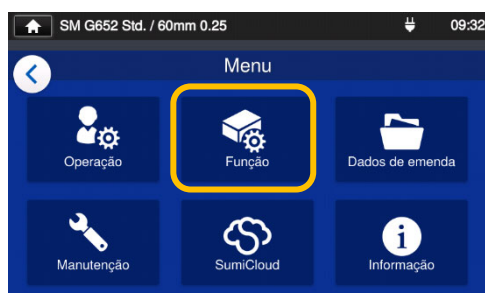 SM G652 Std. / 60mm 0.25 09:32
Menu
Operação Função Dados de emenda
Manutenção SumiCloud Informação